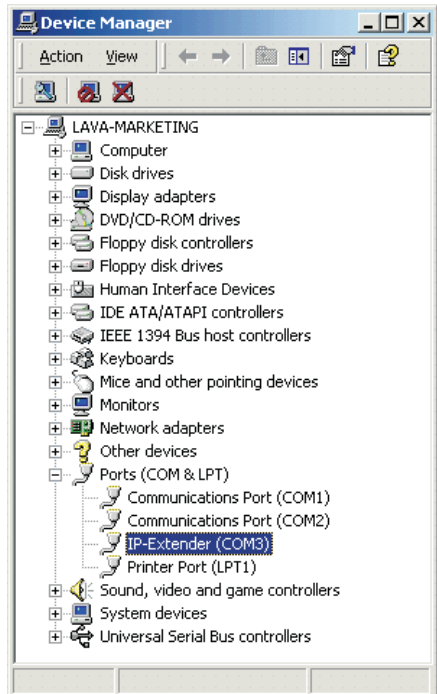 Device Manager
Action View
LAVA-MARKETING
Computer
Disk drives
Display adapters
DVD/CD-ROM drives
Floppy disk controllers
Floppy disk drives
Human Interface Devices
IDE ATA/ATAPI controllers
IEEE 1394 Bus host controllers
Keyboards
Mice and other pointing devices
Monitors
Network adapters
Other devices
Ports (COM & LPT)
Communications Port (COM1)
Communications Port (COM2)
IP-Extender (COM3)
Printer Port (LPT1)
Sound, video and game controllers
System devices
Universal Serial Bus controllers